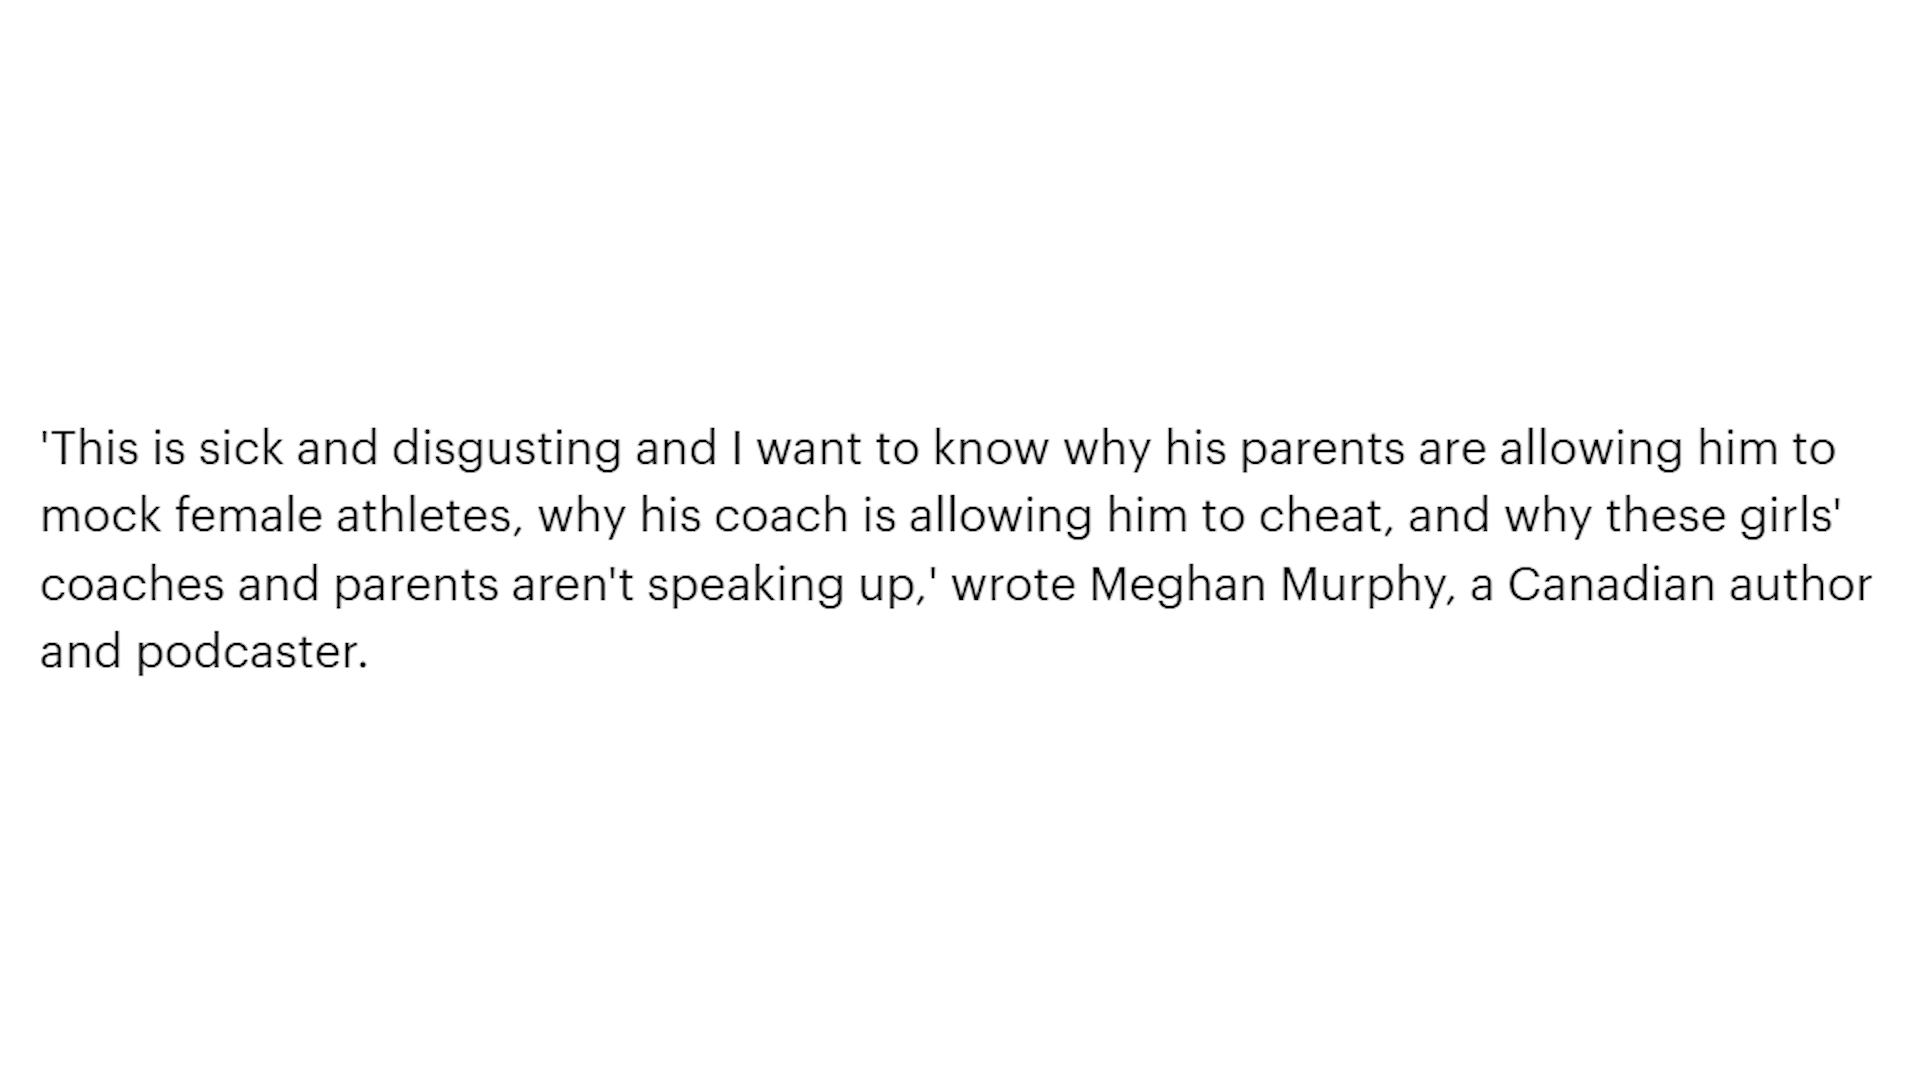 'This is sick and disgusting and I want to know why his parents are allowing him to
mock female athletes, why his coach is allowing him to cheat, and why these girls'
coaches and parents aren't speaking up,' wrote Meghan Murphy, a Canadian author
and podcaster.